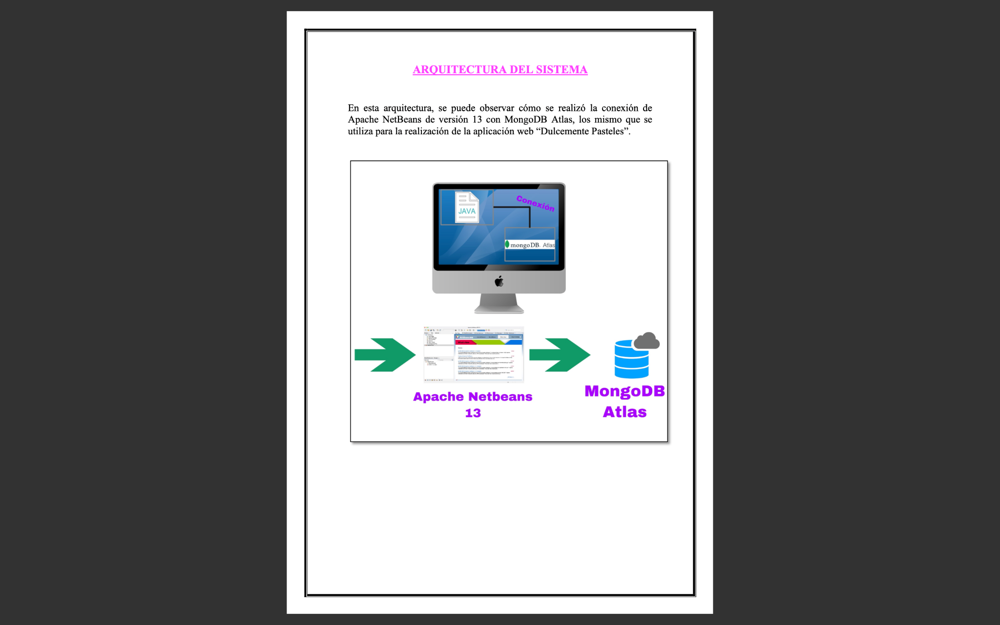 ARQUITECTURA DEL SISTEMA
En esta arquitectura, se puede observar cómo se realizó la conexión de
Apache NetBeans de versión 13 con MongoDB Atlas, los mismo que se
utiliza para la realización de la aplicación web “Dulcemente Pasteles”.
Conexión
JAVA
mongoDB. Atlas
Apache Netbeans
13
MongoDB
Atlas